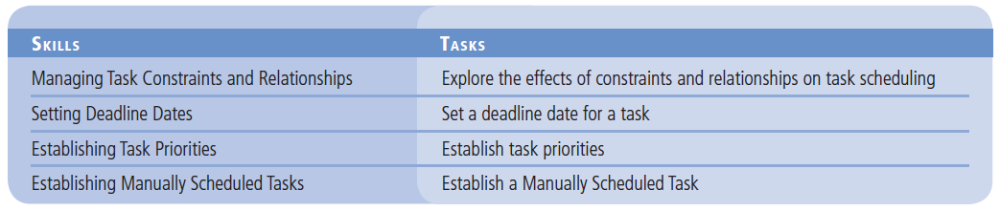 SKILLS TASKS
Managing Task Constraints and Relationships Explore the effects of constraints and relationships on task scheduling
Setting Deadline Dates Set a deadline date for a task
Establishing Task Priorities Establish task priorities
Establishing Manually Scheduled Tasks Establish a Manually Scheduled Task